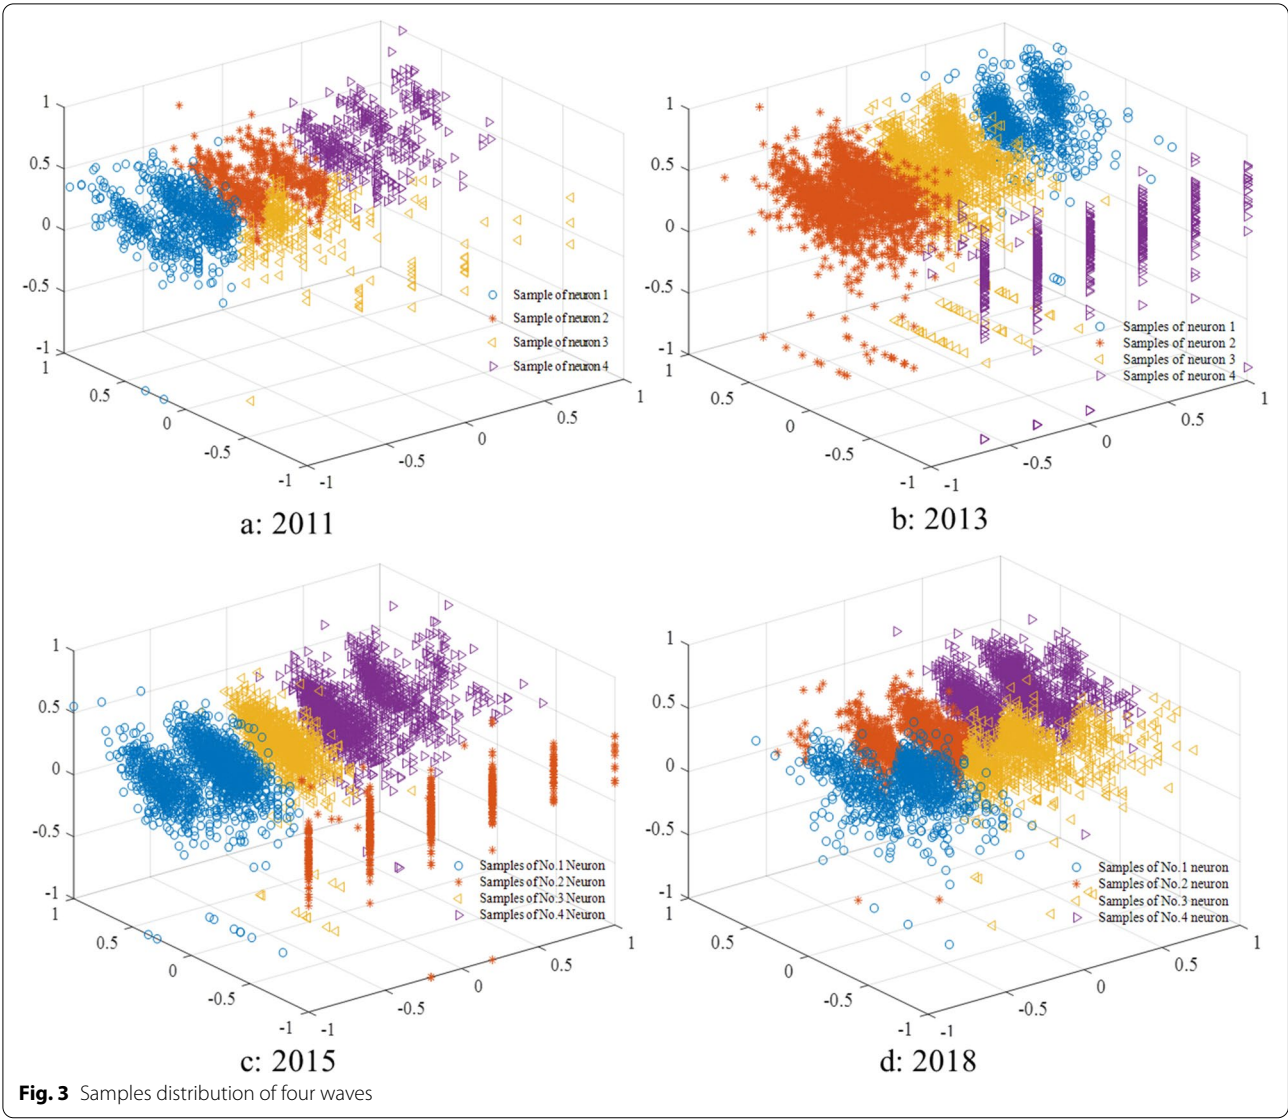 1
0.5
0
-0.5
-1
1
0.5
0
-0.5
-1
-1
-0.5
0
0.5
1
Sample of neuron 1
Sample of neuron 2
Sample of neuron 3
Sample of neuron 4
a: 2011
1
0.5
0
-0.5
-1
1
0.5
0
-0.5
-1
-1
-0.5
0
0.5
1
Samples of neuron 1
Samples of neuron 2
Samples of neuron 3
Samples of neuron 4
b: 2013
1
0.5
0
-0.5
-1
1
0.5
0
-0.5
-1
-1
-0.5
0
0.5
1
Samples of No.1 Neuron
Samples of No.2 Neuron
Samples of No.3 Neuron
Samples of No.4 Neuron
c: 2015
1
0.5
0
-0.5
-1
1
0.5
0
-0.5
-1
-1
-0.5
0
0.5
1
Samples of No.1 neuron
Samples of No.2 neuron
Samples of No.3 neuron
Samples of No.4 neuron
d: 2018
Fig. 3 Samples distribution of four waves